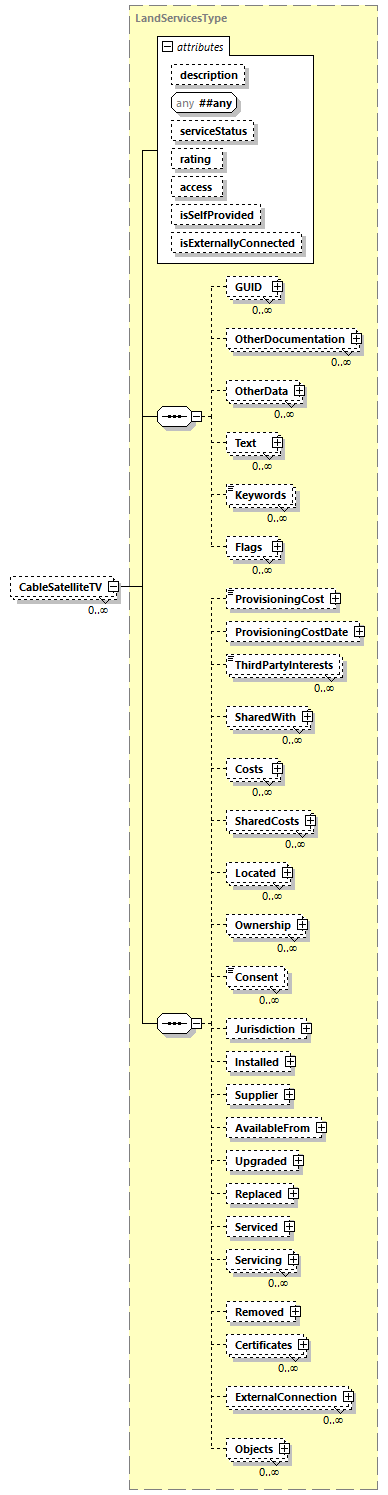 LandServicesType
attributes
description
any ##any
serviceStatus
rating
access
isSelfProvided
isExternallyConnected
GUID
0..∞
OtherDocumentation
0..∞
OtherData
0..∞
Text
0..∞
Keywords
0..∞
Flags
0..∞
CableSatelliteTV
0..∞
ProvisioningCost
ProvisioningCostDate
ThirdPartyInterests
0..∞
SharedWith
0..∞
Costs
0..∞
SharedCosts
0..∞
Located
0..∞
Ownership
0..∞
Consent
0..∞
Jurisdiction
Installed
Supplier
AvailableFrom
Upgraded
Replaced
Serviced
Servicing
0..∞
Removed
Certificates
0..∞
ExternalConnection
0..∞
Objects
0..∞